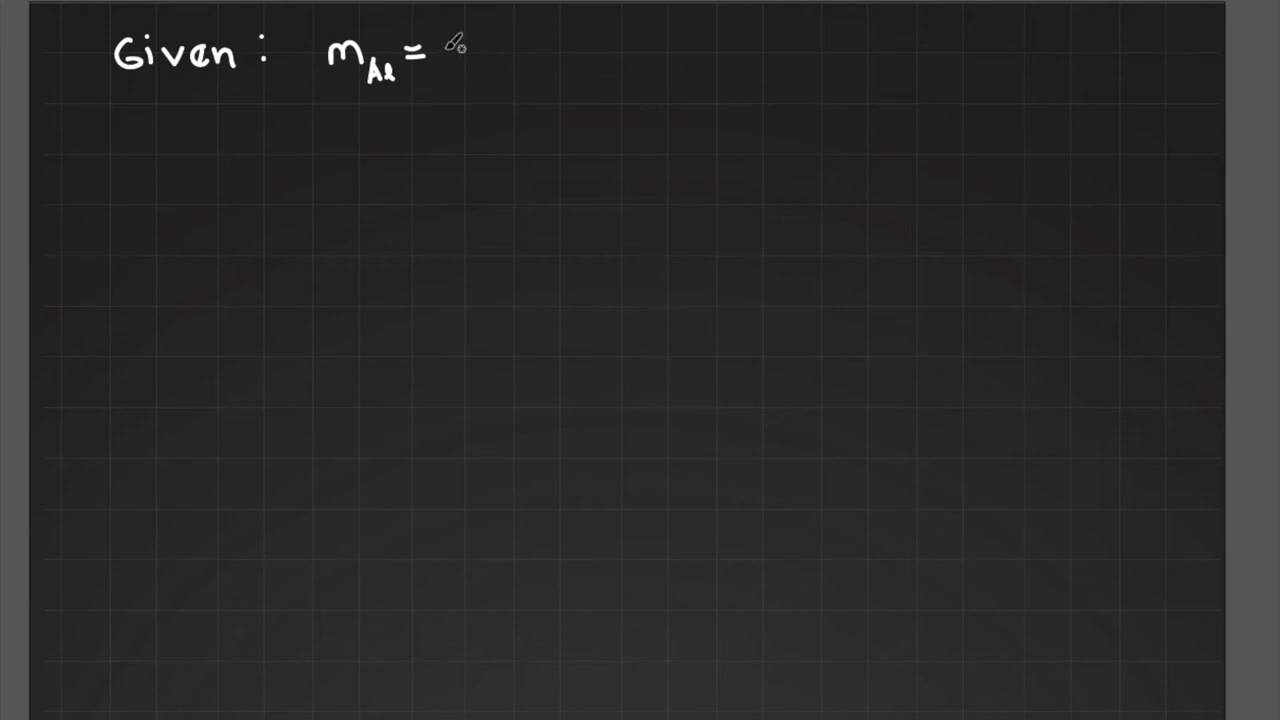 Given : m_Al =